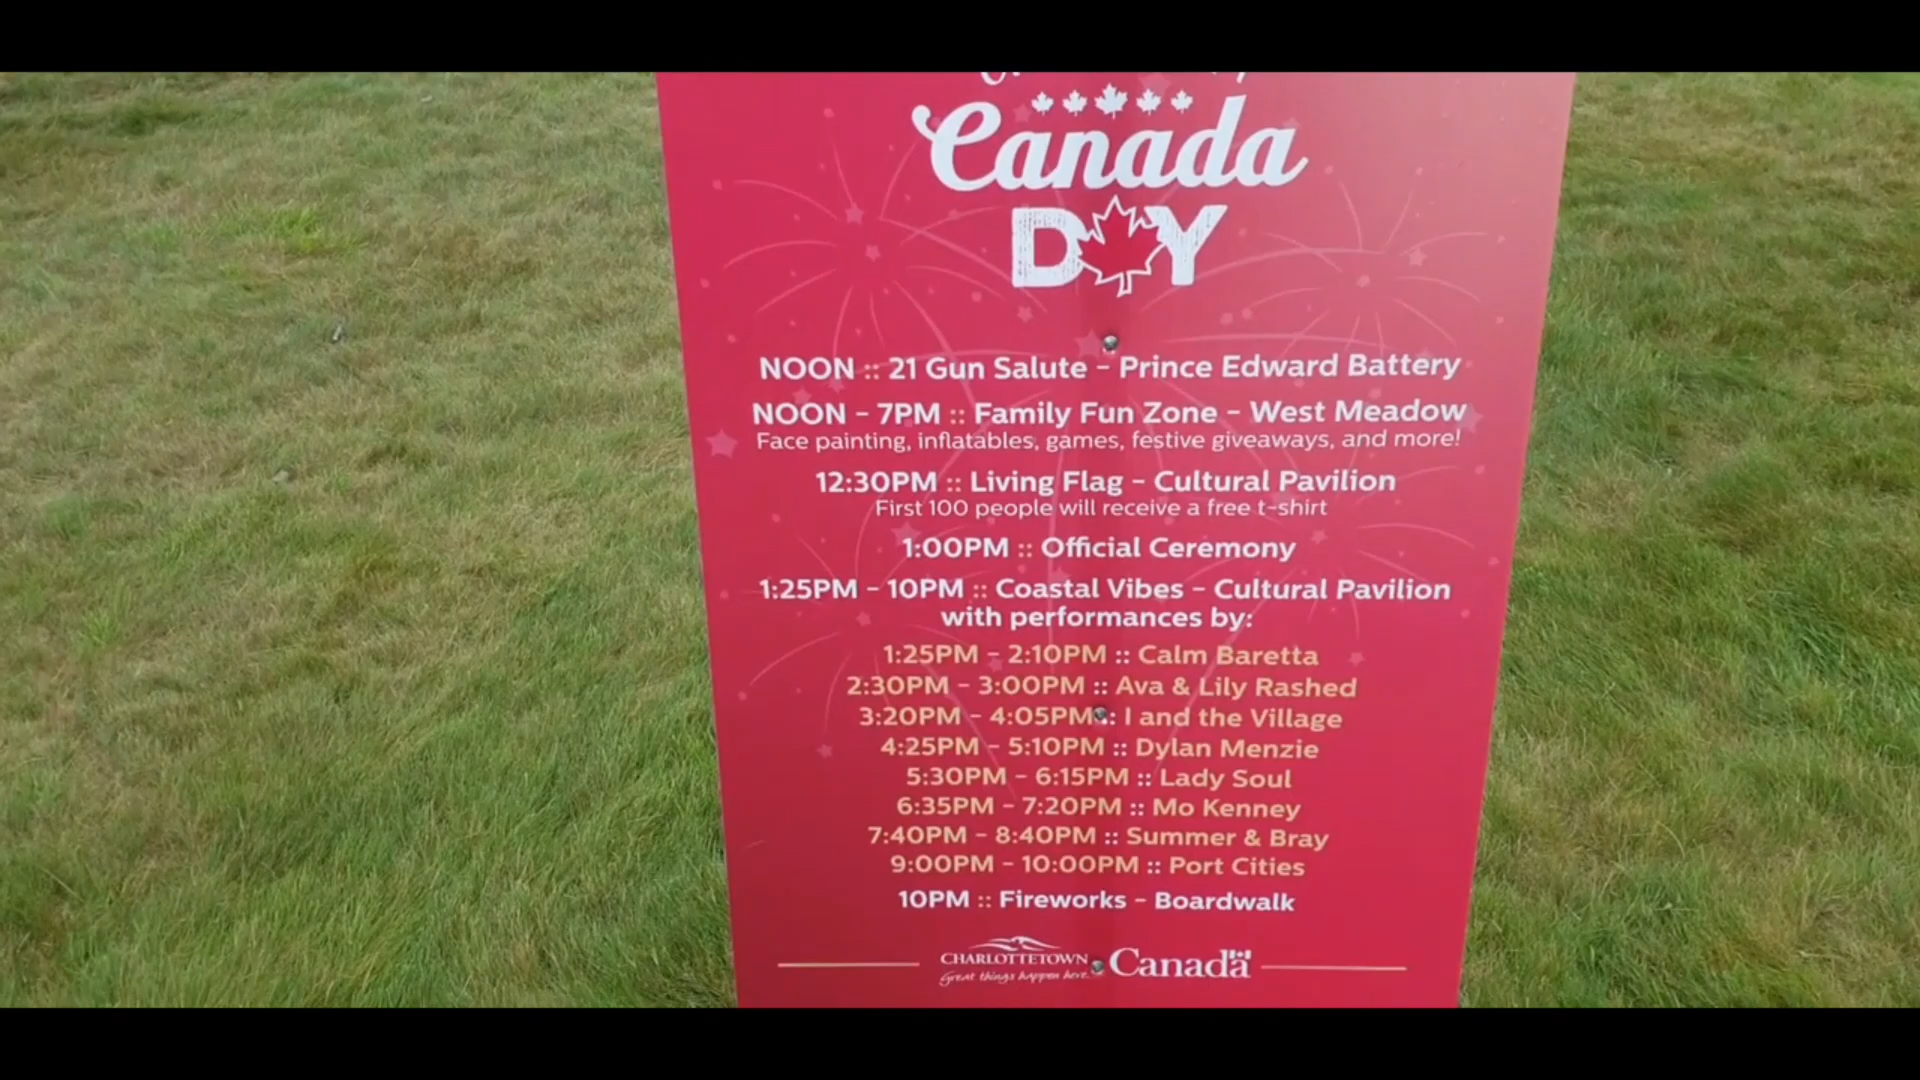 Canada
DAY
NOON :: 21 Gun Salute - Prince Edward Battery
NOON - 7PM :: Family Fun Zone - West Meadow
Face painting, inflatables, games, festive giveaways, and more!
12:30PM :: Living Flag - Cultural Pavilion
First 100 people will receive a free t-shirt
1:00PM :: Official Ceremony
1:25PM - 10PM :: Coastal Vibes - Cultural Pavilion
with performances by:
1:25PM - 2:10PM :: Calm Baretta
2:30PM - 3:00PM :: Ava & Lily Rashed
3:20PM - 4:05PM :: I and the Village
4:25PM - 5:10PM :: Dylan Menzie
5:30PM - 6:15PM :: Lady Soul
6:35PM - 7:20PM :: Mo Kenney
7:40PM - 8:40PM :: Summer & Bray
9:00PM - 10:00PM :: Port Cities
10PM :: Fireworks - Boardwalk
CHARLOTTETOWN
Great things happen here.
Canada